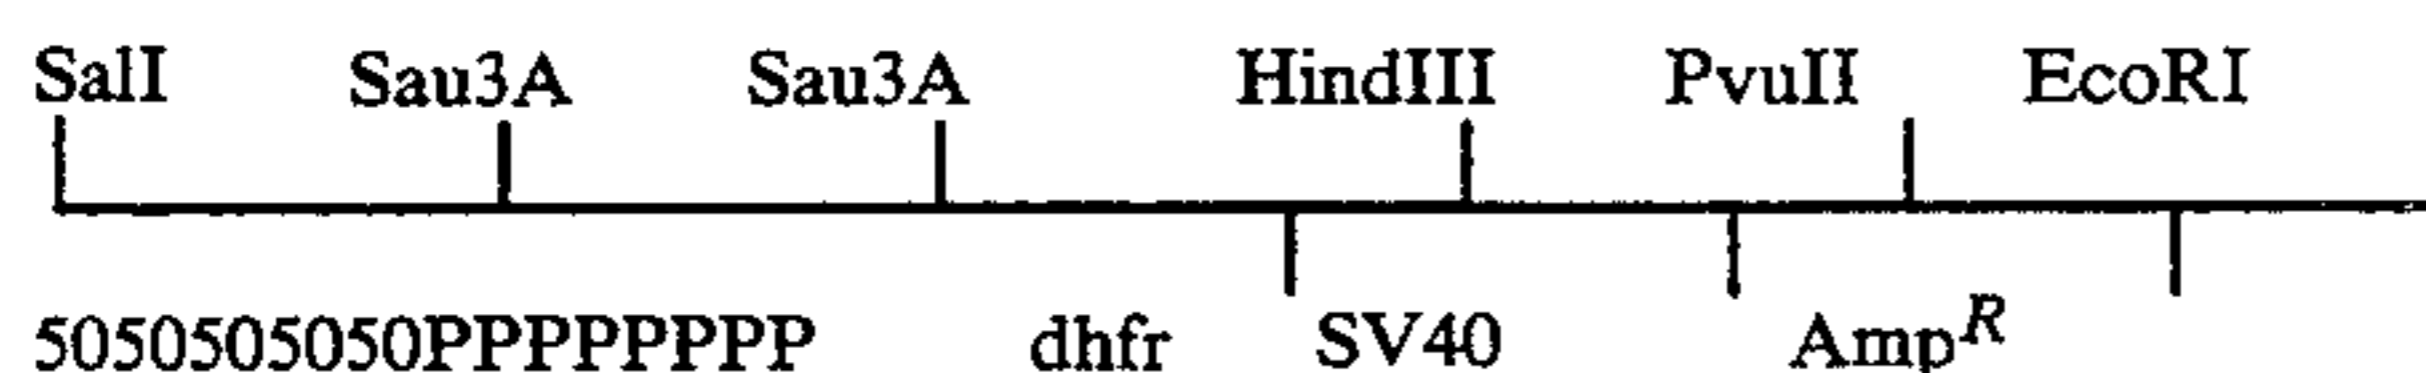 SalI Sau3A Sau3A HindIII PvuII EcoRI
5050505050PPPPPPPP dhfr SV40 Amp^R